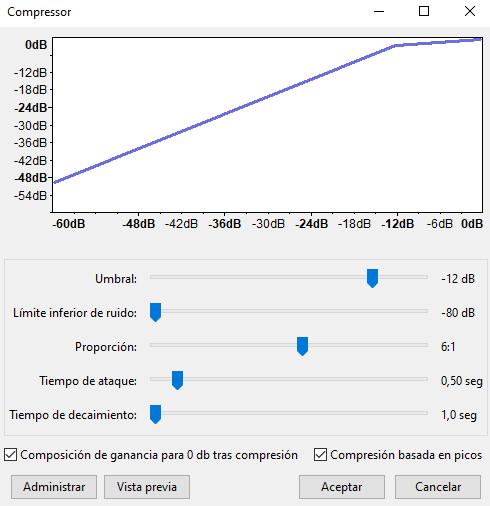 Compressor
0dB
-12dB
-18dB
-24dB
-30dB
-36dB
-42dB
-48dB
-54dB
-60dB -48dB -42dB -36dB -30dB -24dB -18dB -12dB -6dB 0dB
Umbral: -12 dB
Límite inferior de ruido: -80 dB
Proporción: 6:1
Tiempo de ataque: 0,50 seg
Tiempo de decaimiento: 1,0 seg
Composición de ganancia para 0 db tras compresión Compresión basada en picos
Administrar Vista previa Aceptar Cancelar